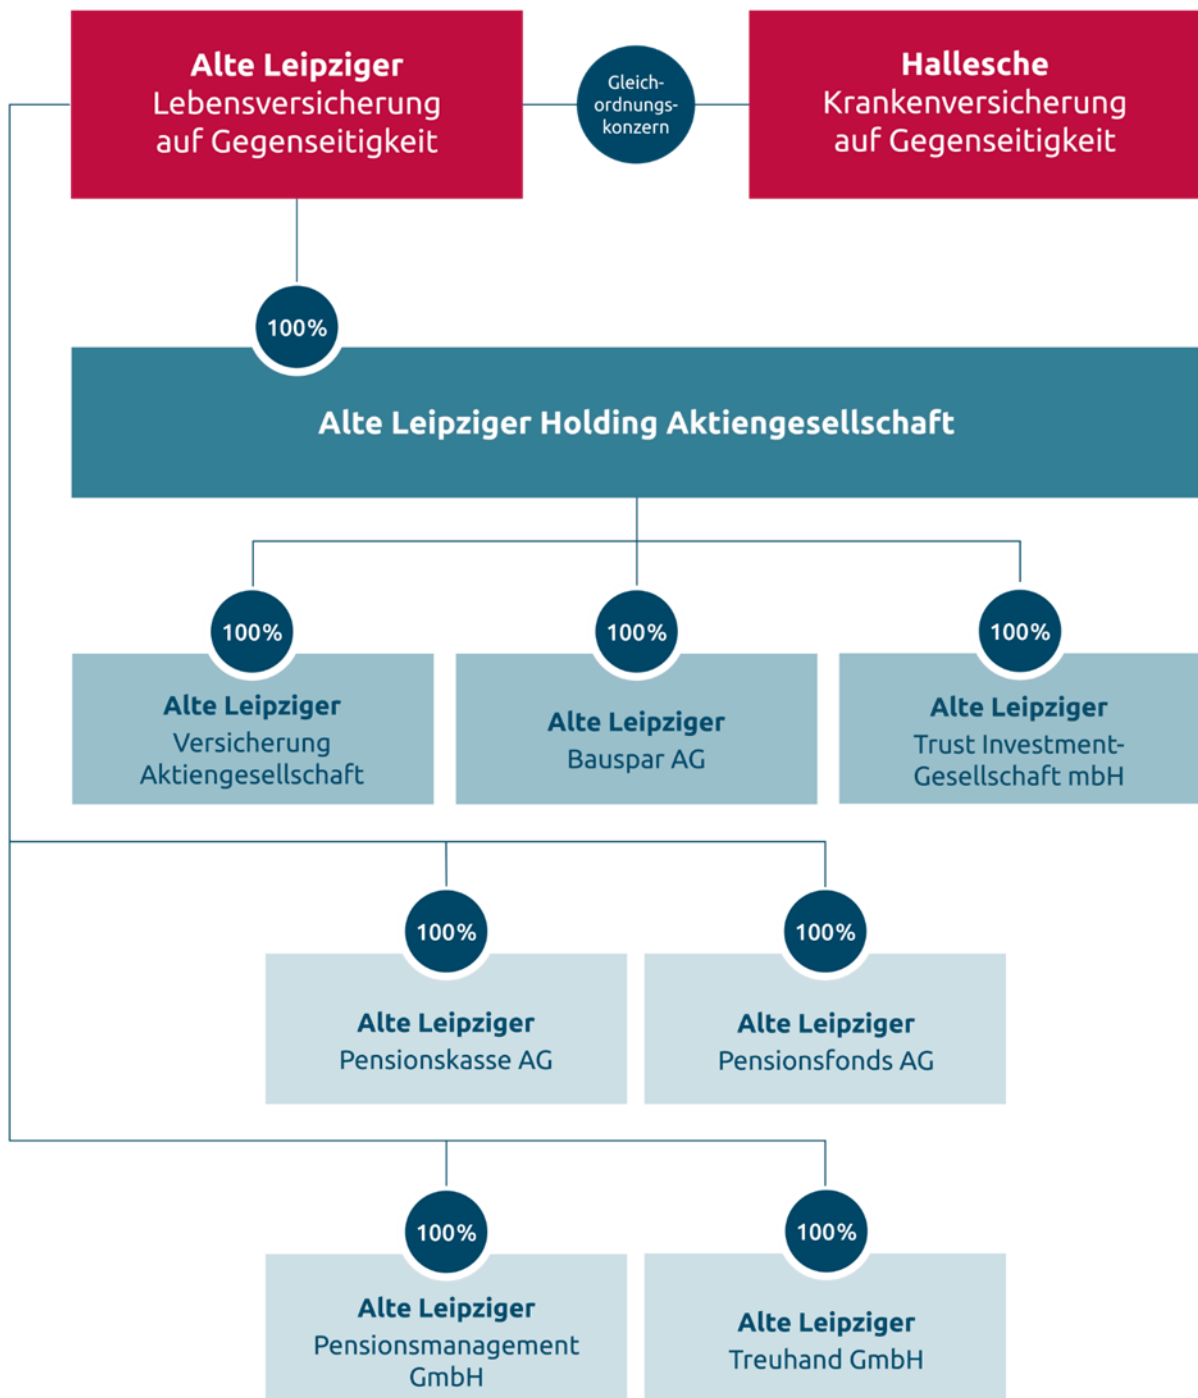 Alte Leipziger
Lebensversicherung
auf Gegenseitigkeit
Gleich-
ordnungs-
konzern
Hallesche
Krankenversicherung
auf Gegenseitigkeit
100%
Alte Leipziger Holding Aktiengesellschaft
100%
Alte Leipziger
Versicherung
Aktiengesellschaft
100%
Alte Leipziger
Bauspar AG
100%
Alte Leipziger
Trust Investment-
Gesellschaft mbH
100%
Alte Leipziger
Pensionskasse AG
100%
Alte Leipziger
Pensionsfonds AG
100%
Alte Leipziger
Pensionsmanagement
GmbH
100%
Alte Leipziger
Treuhand GmbH